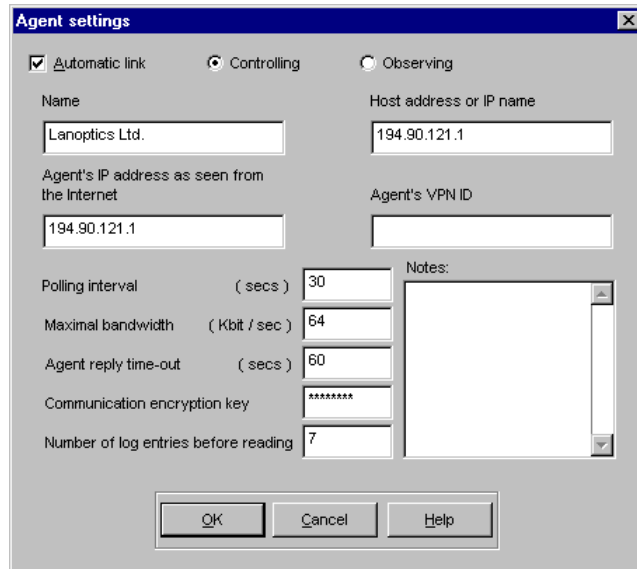 Agent settings
Automatic link Controlling Observing
Name Host address or IP name
Lanoptics Ltd. 194.90.121.1
Agent's IP address as seen from
the Internet Agent's VPN ID
194.90.121.1
Notes:
Polling interval ( secs ) 30
Maximal bandwidth ( Kbit / sec ) 64
Agent reply time-out ( secs ) 60
Communication encryption key ********
Number of log entries before reading 7
OK Cancel Help